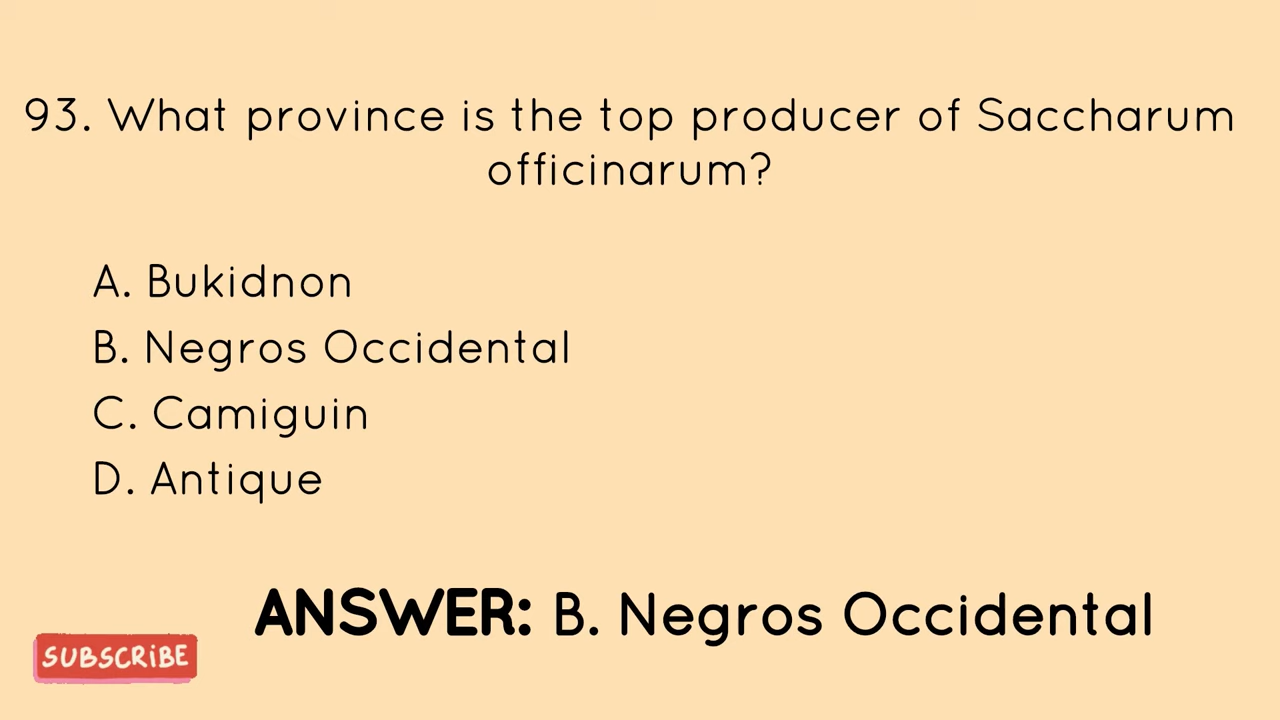 93. What province is the top producer of Saccharum
officinarum?
A. Bukidnon
B. Negros Occidental
C. Camiguin
D. Antique
ANSWER: B. Negros Occidental
SUBSCRiBE